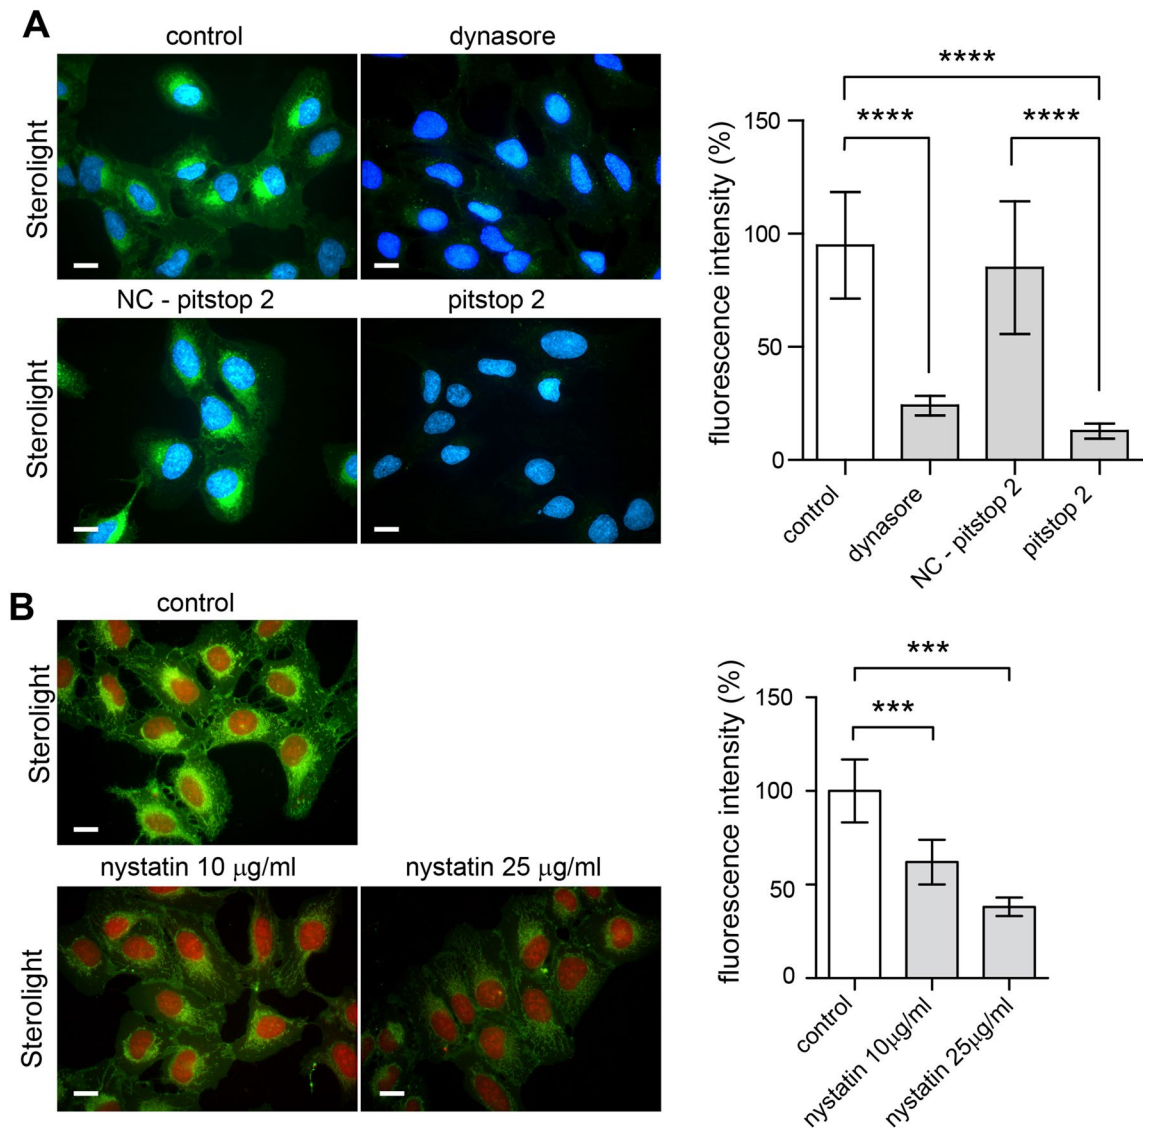 A
control
dynasore
Sterolight
NC - pitstop 2
pitstop 2
Sterolight
fluorescence intensity (%)
150
100
50
0
****
****
****
control
dynasore
NC - pitstop 2
pitstop 2
B
control
Sterolight
nystatin 10 μg/ml
nystatin 25 μg/ml
Sterolight
fluorescence intensity (%)
150
100
50
0
***
***
control
nystatin 10μg/ml
nystatin 25μg/ml